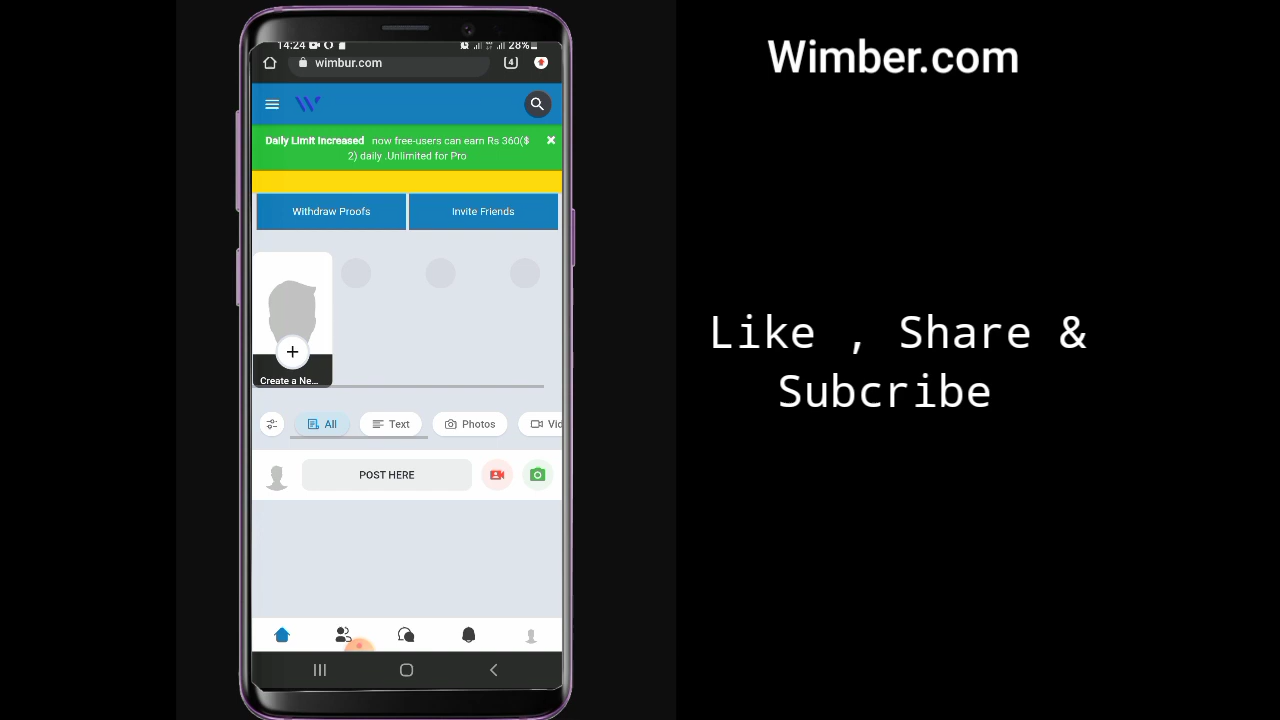 Wimber.com
Like , Share &
Subcribe
14:24
28%
wimbur.com
4
Daily Limit Increased now free-users can earn Rs 360($
2) daily .Unlimited for Pro
Withdraw Proofs
Invite Friends
Create a Ne...
All
Text
Photos
Vid
POST HERE